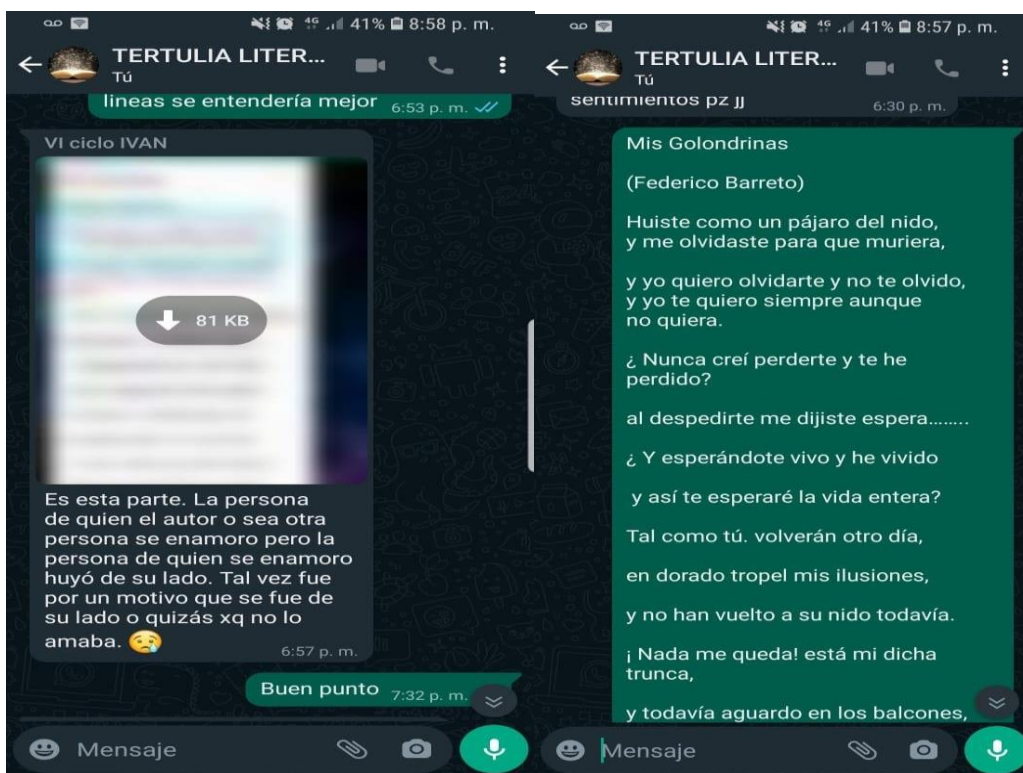 4G 41% 8:58 p. m.
TERTULIA LITER...
Tú
lineas se entendería mejor 6:53 p. m.
VI ciclo IVAN
81 KB
Es esta parte. La persona
de quien el autor o sea otra
persona se enamoro pero la
persona de quien se enamoro
huyó de su lado. Tal vez fue
por un motivo que se fue de
su lado o quizás xq no lo
amaba. 😢
6:57 p. m.
Buen punto 7:32 p. m.
Mensaje
4G 41% 8:57 p. m.
TERTULIA LITER...
Tú
sentimientos pz jj 6:30 p. m.
Mis Golondrinas
(Federico Barreto)
Huiste como un pájaro del nido,
y me olvidaste para que muriera,
y yo quiero olvidarte y no te olvido,
y yo te quiero siempre aunque
no quiera.
¿ Nunca creí perderte y te he
perdido?
al despedirte me dijiste espera........
¿ Y esperándote vivo y he vivido
y así te esperaré la vida entera?
Tal como tú. volverán otro día,
en dorado tropel mis ilusiones,
y no han vuelto a su nido todavía.
¡ Nada me queda! está mi dicha
trunca,
y todavía aguardo en los balcones,
Mensaje